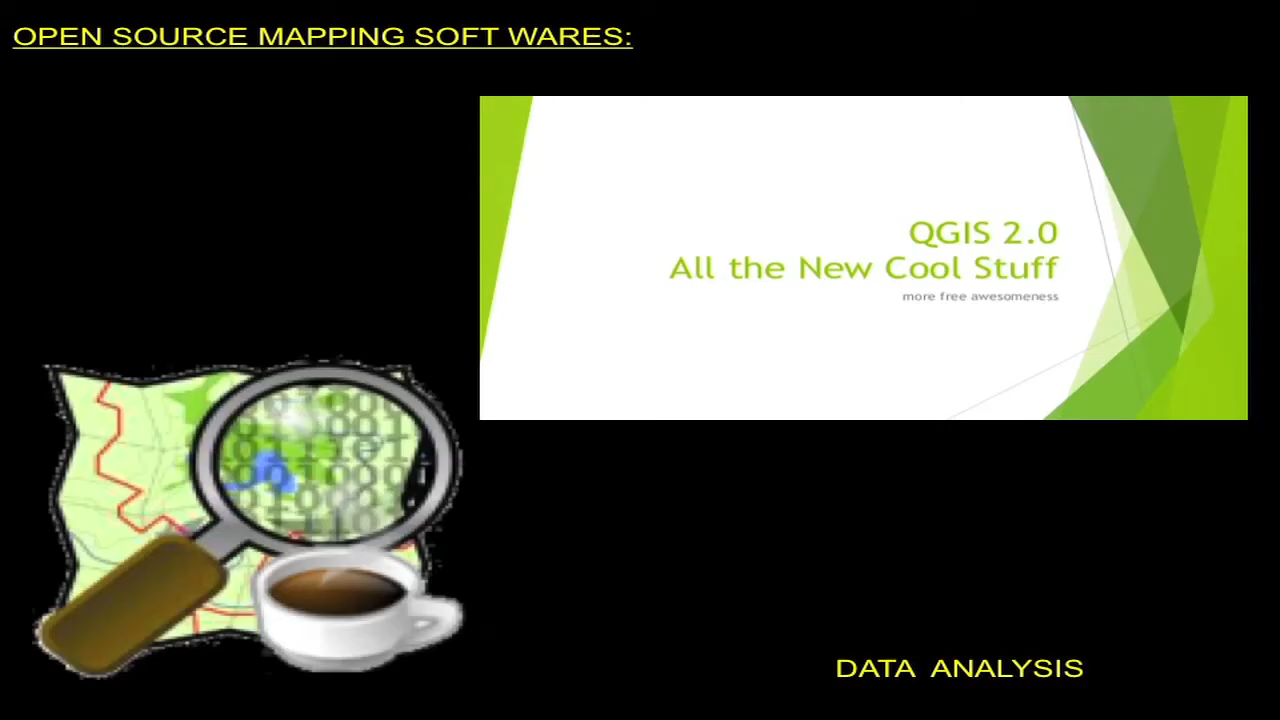 OPEN SOURCE MAPPING SOFT WARES:
QGIS 2.0
All the New Cool Stuff
more free awesomeness
DATA ANALYSIS